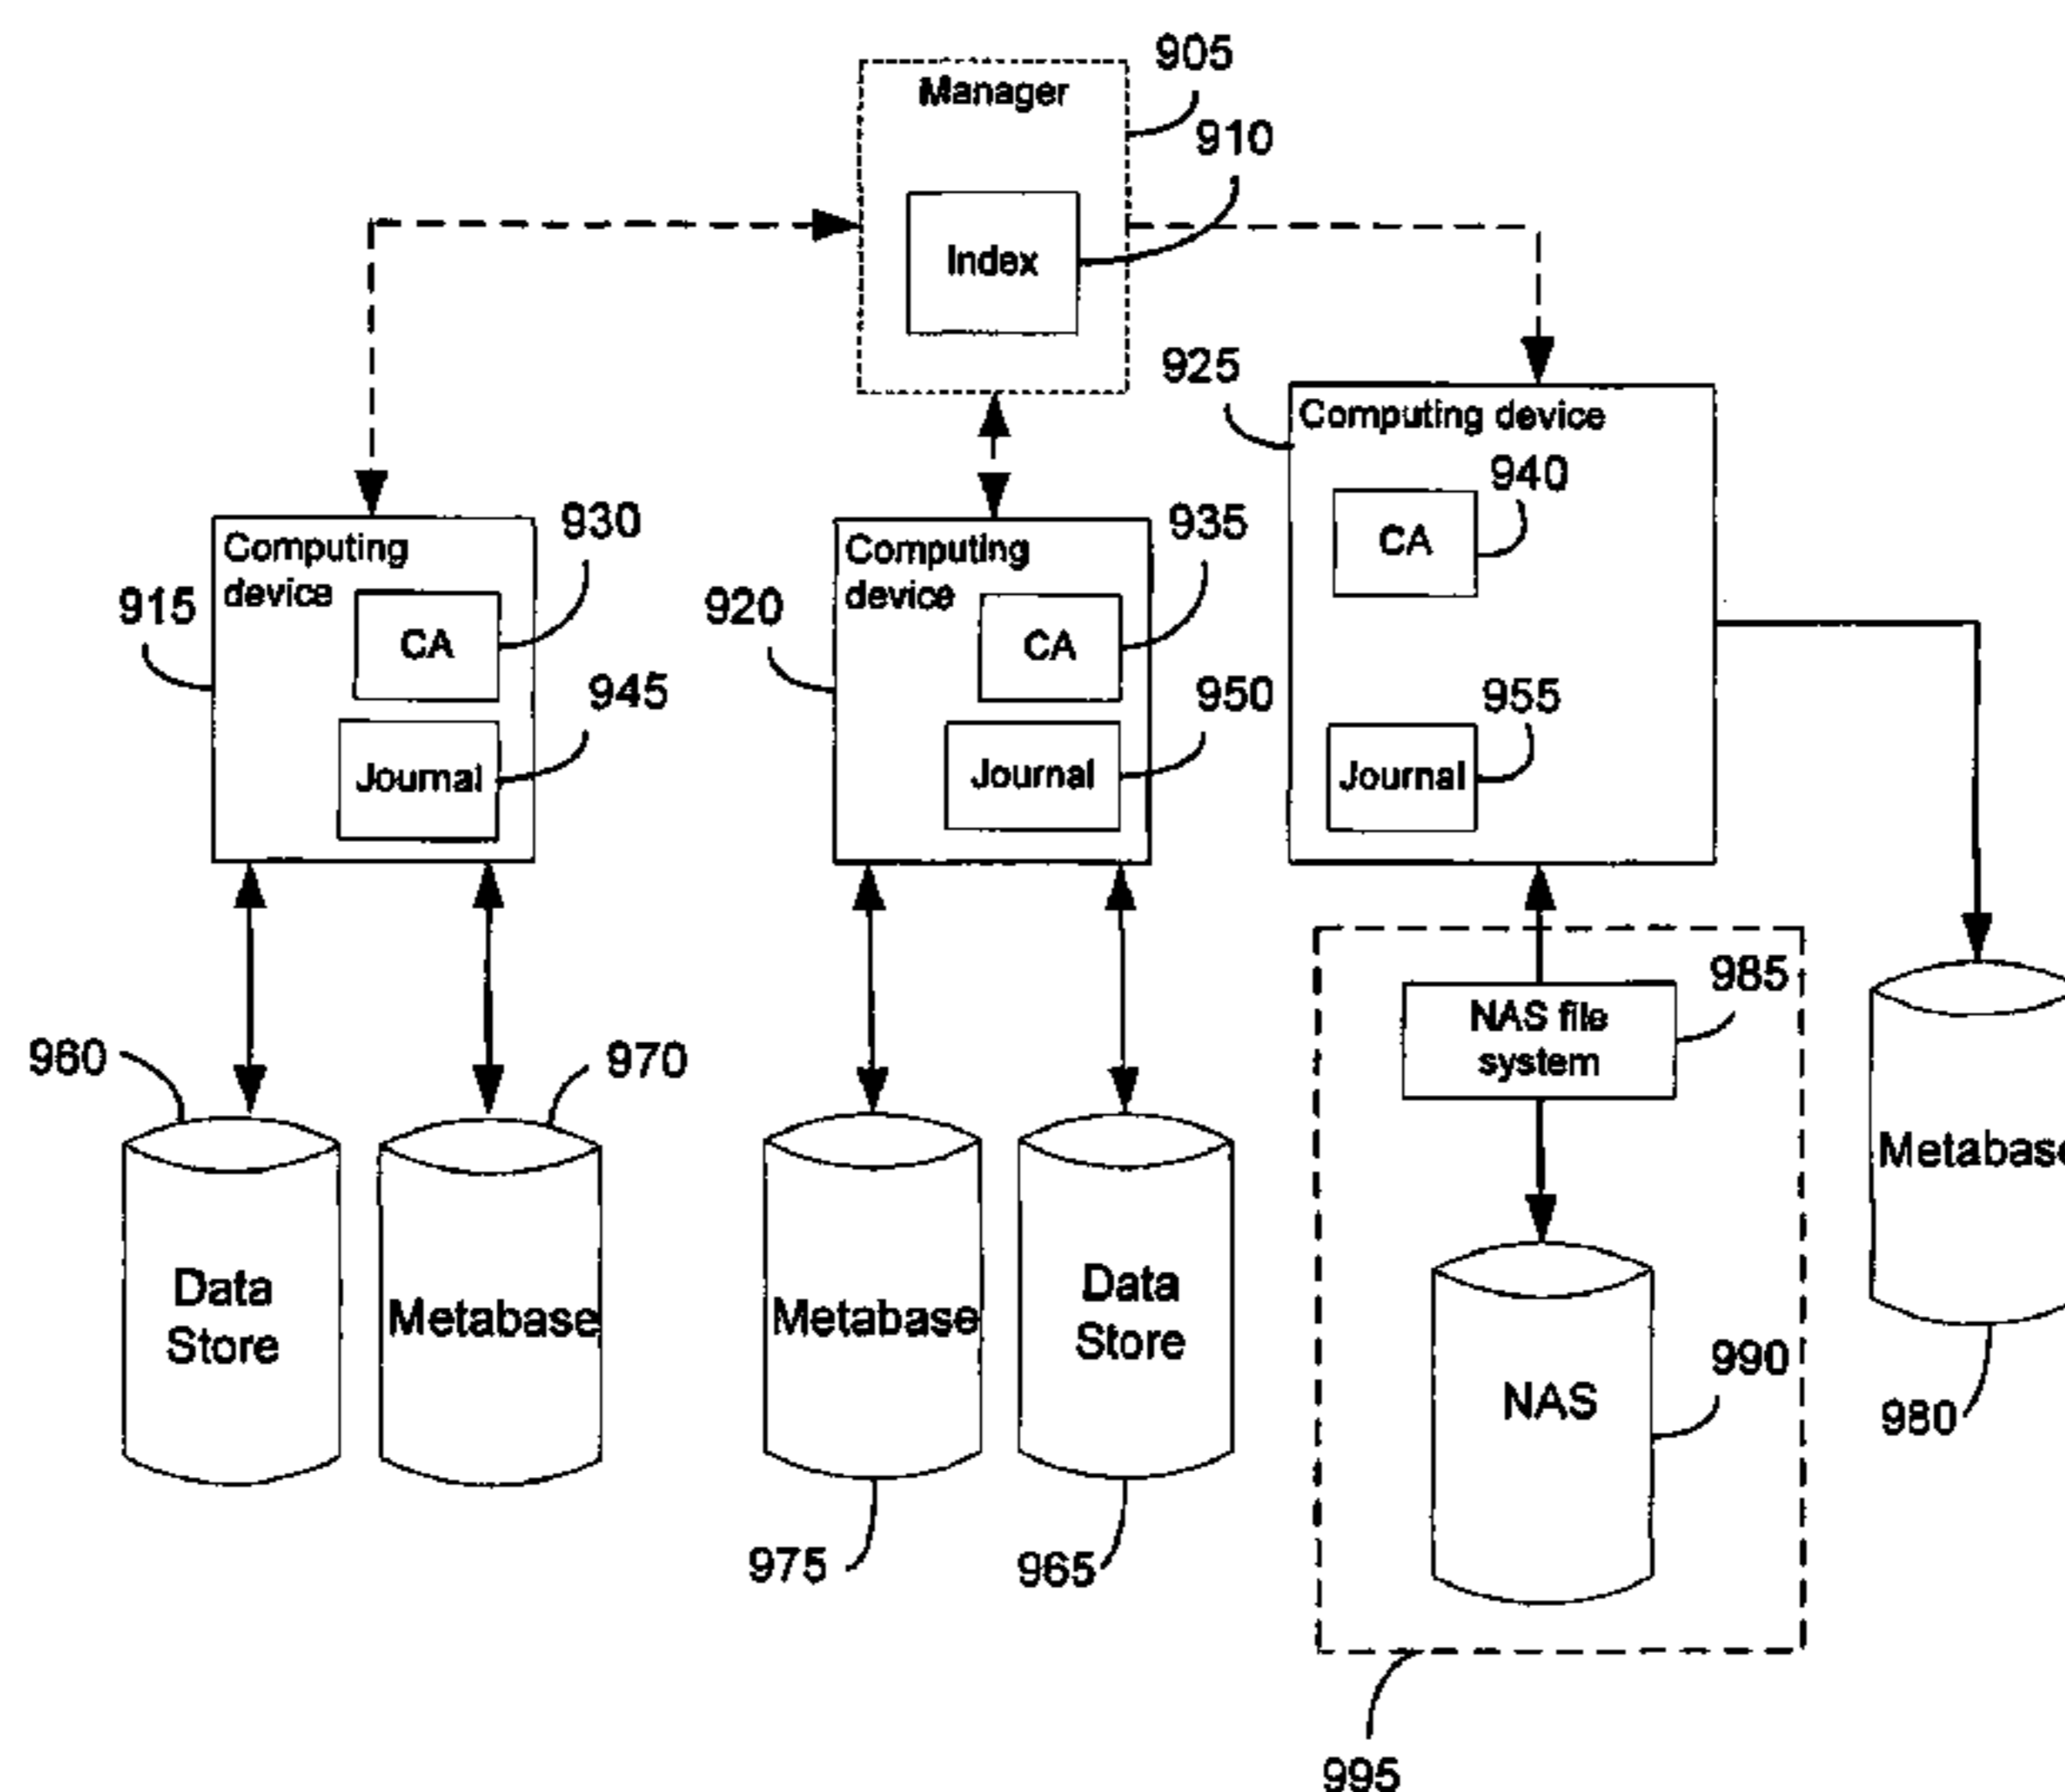 905
Manager
910
Index
925
Computing device
940
CA
930
Computing
device
CA
935
Computing
device
CA
915
920
945
Journal
950
Journal
955
Journal
985
NAS file
system
960
970
Metabase
Data
Store
Metabase
Metabase
Data
Store
990
NAS
980
975
965
995